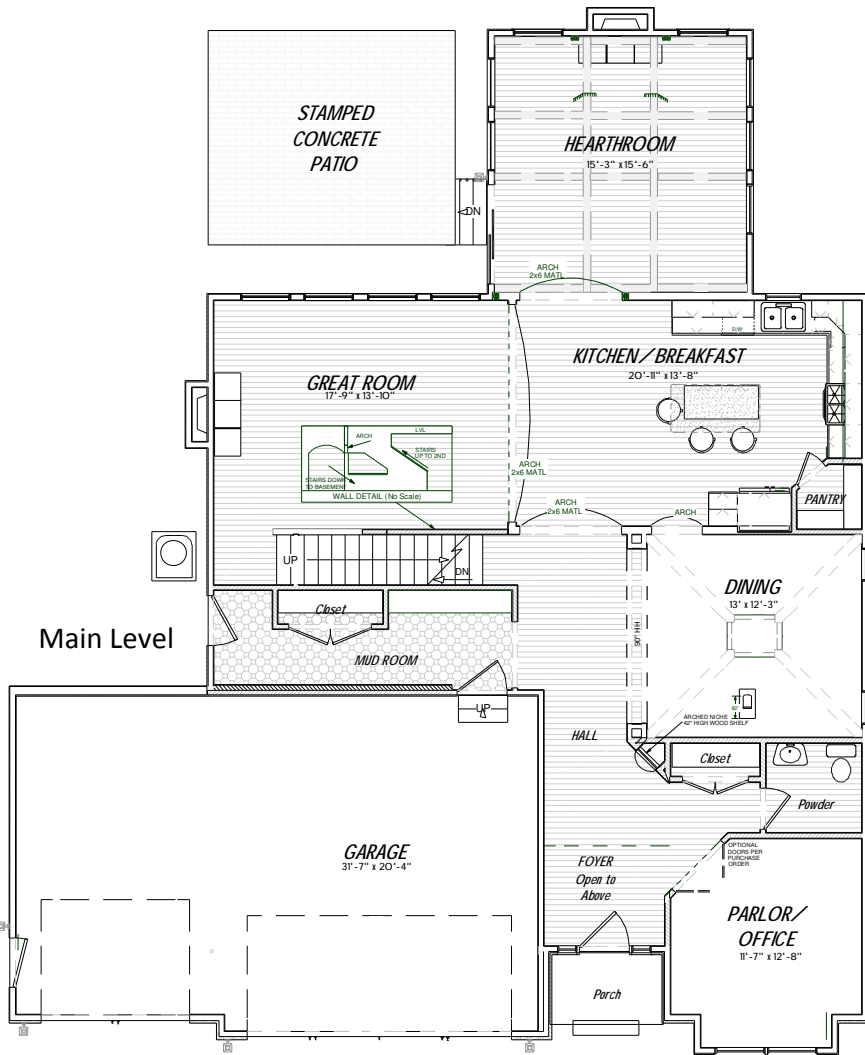 STAMPED
CONCRETE
PATIO
HEARTHROOM
15'-3" x 15'-6"
DN
ARCH
2x6 MATL
D/W
KITCHEN/BREAKFAST
20'-11" x 13'-8"
GREAT ROOM
17'-9" x 13'-10"
LVL
ARCH
STAIRS
UP TO 2ND
STAIRS DOWN
TO BASEMENT
WALL DETAIL (No Scale)
ARCH
2x6 MATL
ARCH
2x6 MATL
ARCH
PANTRY
UP
DN
DINING
13' x 12'-3"
Closet
Main Level
MUD ROOM
90" HIH
UP
HALL
ARCHED NICHE
42" HIGH WOOD SHELF
Closet
Powder
GARAGE
31'-7" x 20'-4"
FOYER
Open to
Above
OPTIONAL
DOORS PER
PURCHASE
ORDER
PARLOR/
OFFICE
11'-7" x 12'-8"
Porch